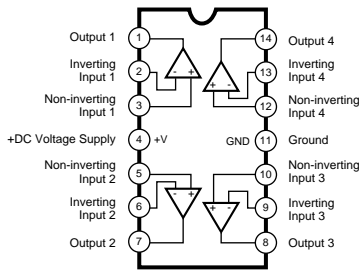 Output 1
1
14
Output 4
Inverting
Input 1
2
- +
+ -
13
Inverting
Input 4
Non-inverting
Input 1
3
12
Non-inverting
Input 4
+DC Voltage Supply
4
+V
GND
11
Ground
Non-inverting
Input 2
5
10
Non-inverting
Input 3
Inverting
Input 2
6
- +
+ -
9
Inverting
Input 3
Output 2
7
8
Output 3